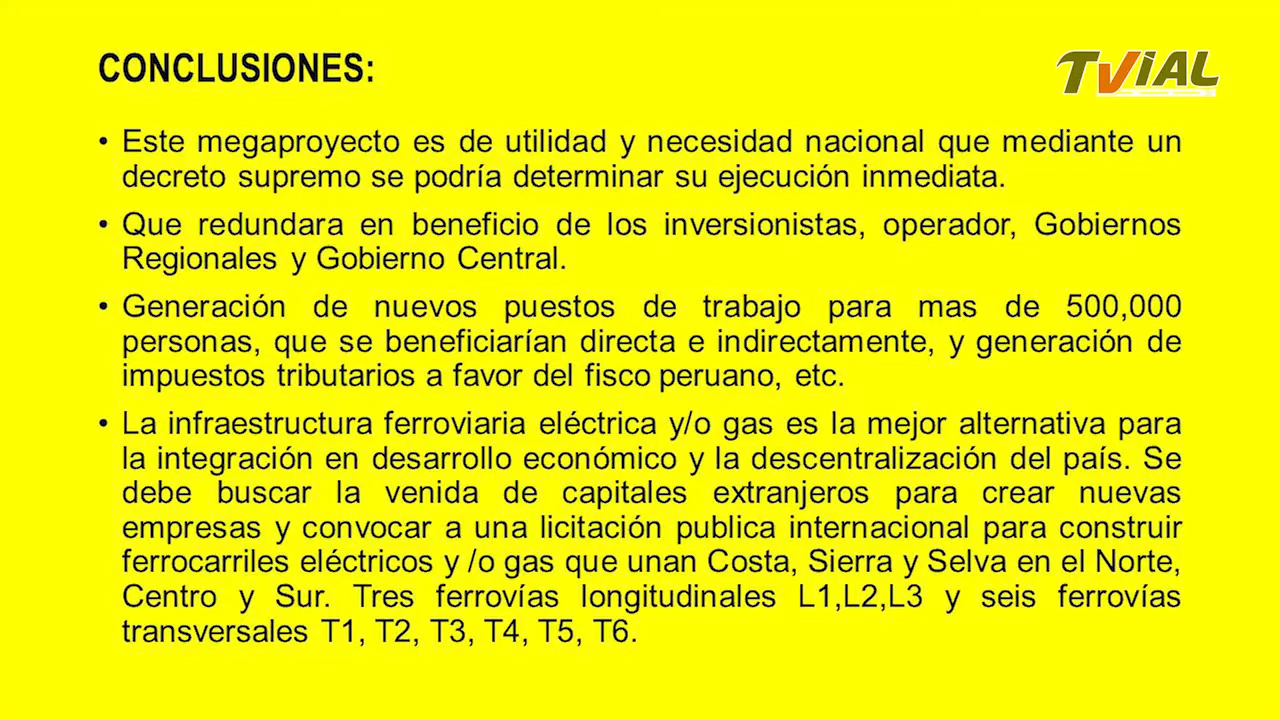 CONCLUSIONES:
TViAL
• Este megaproyecto es de utilidad y necesidad nacional que mediante un
decreto supremo se podría determinar su ejecución inmediata.
• Que redundara en beneficio de los inversionistas, operador, Gobiernos
Regionales y Gobierno Central.
• Generación de nuevos puestos de trabajo para mas de 500,000
personas, que se beneficiarían directa e indirectamente, y generación de
impuestos tributarios a favor del fisco peruano, etc.
• La infraestructura ferroviaria eléctrica y/o gas es la mejor alternativa para
la integración en desarrollo económico y la descentralización del país. Se
debe buscar la venida de capitales extranjeros para crear nuevas
empresas y convocar a una licitación publica internacional para construir
ferrocarriles eléctricos y /o gas que unan Costa, Sierra y Selva en el Norte,
Centro y Sur. Tres ferrovías longitudinales L1,L2,L3 y seis ferrovías
transversales T1, T2, T3, T4, T5, T6.